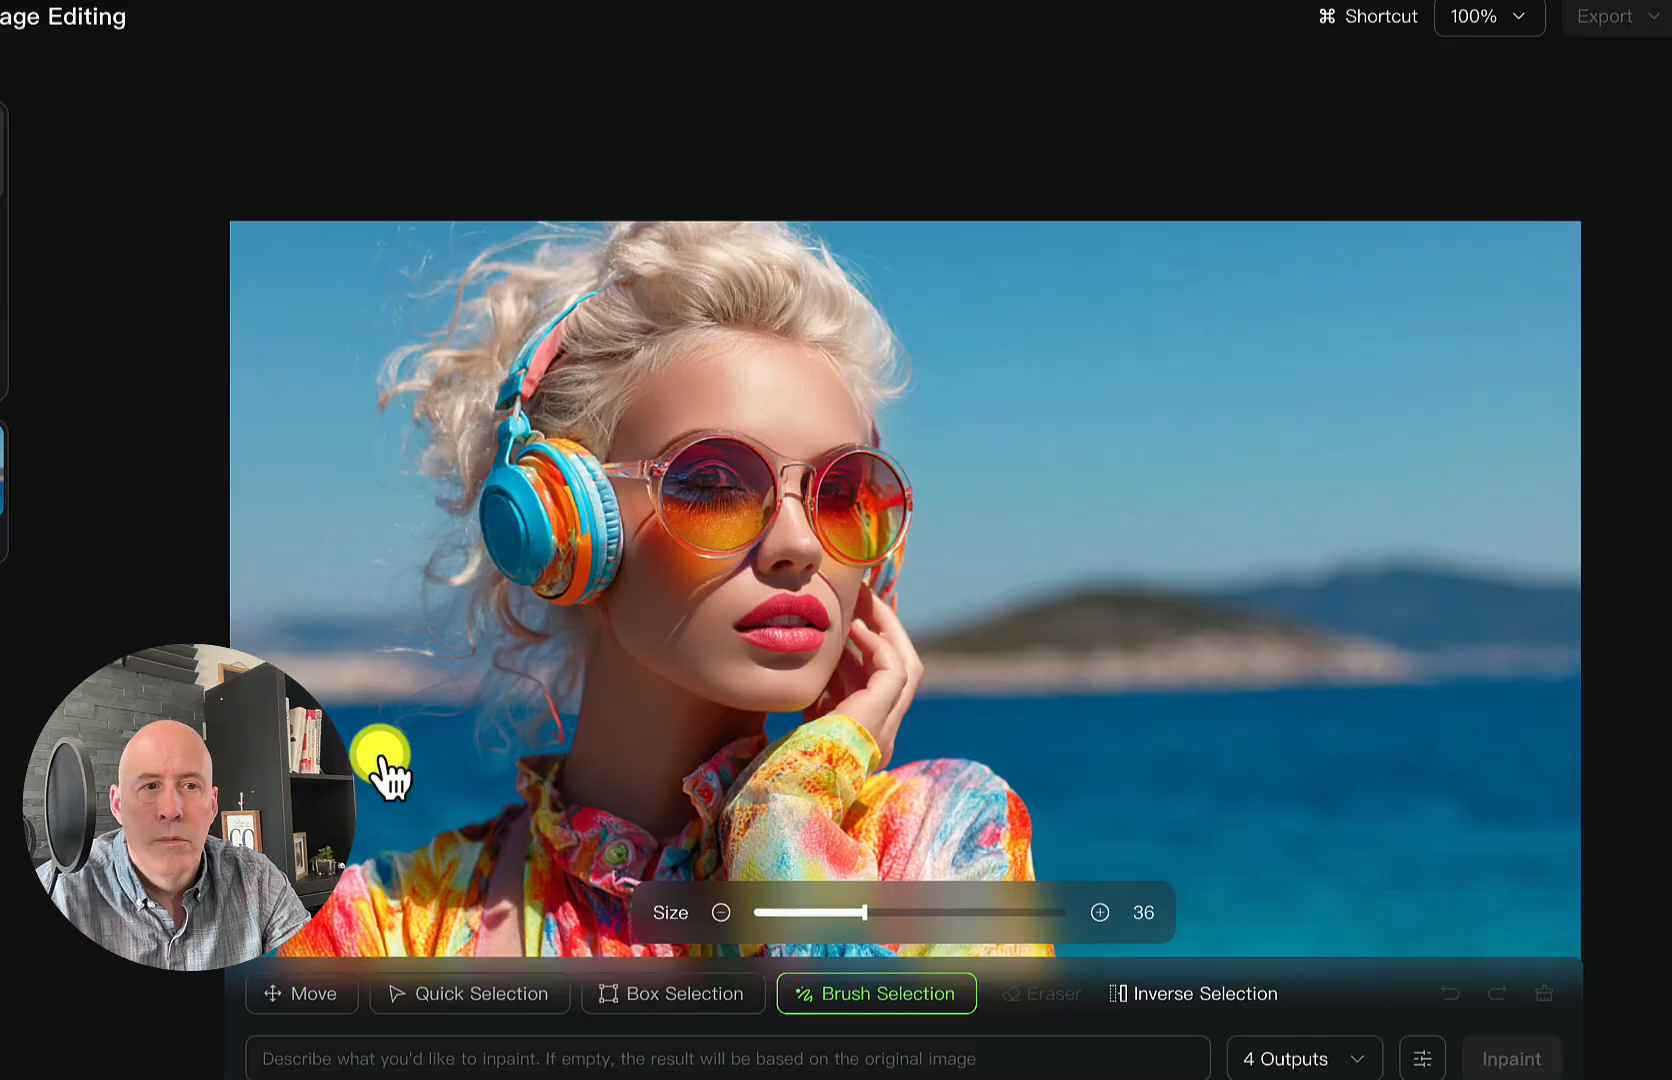 age Editing
Shortcut
100%
Export
GO
Size
36
Move
Quick Selection
Box Selection
Brush Selection
Eraser
Inverse Selection
Describe what you'd like to inpaint. If empty, the result will be based on the original image
4 Outputs
Inpaint